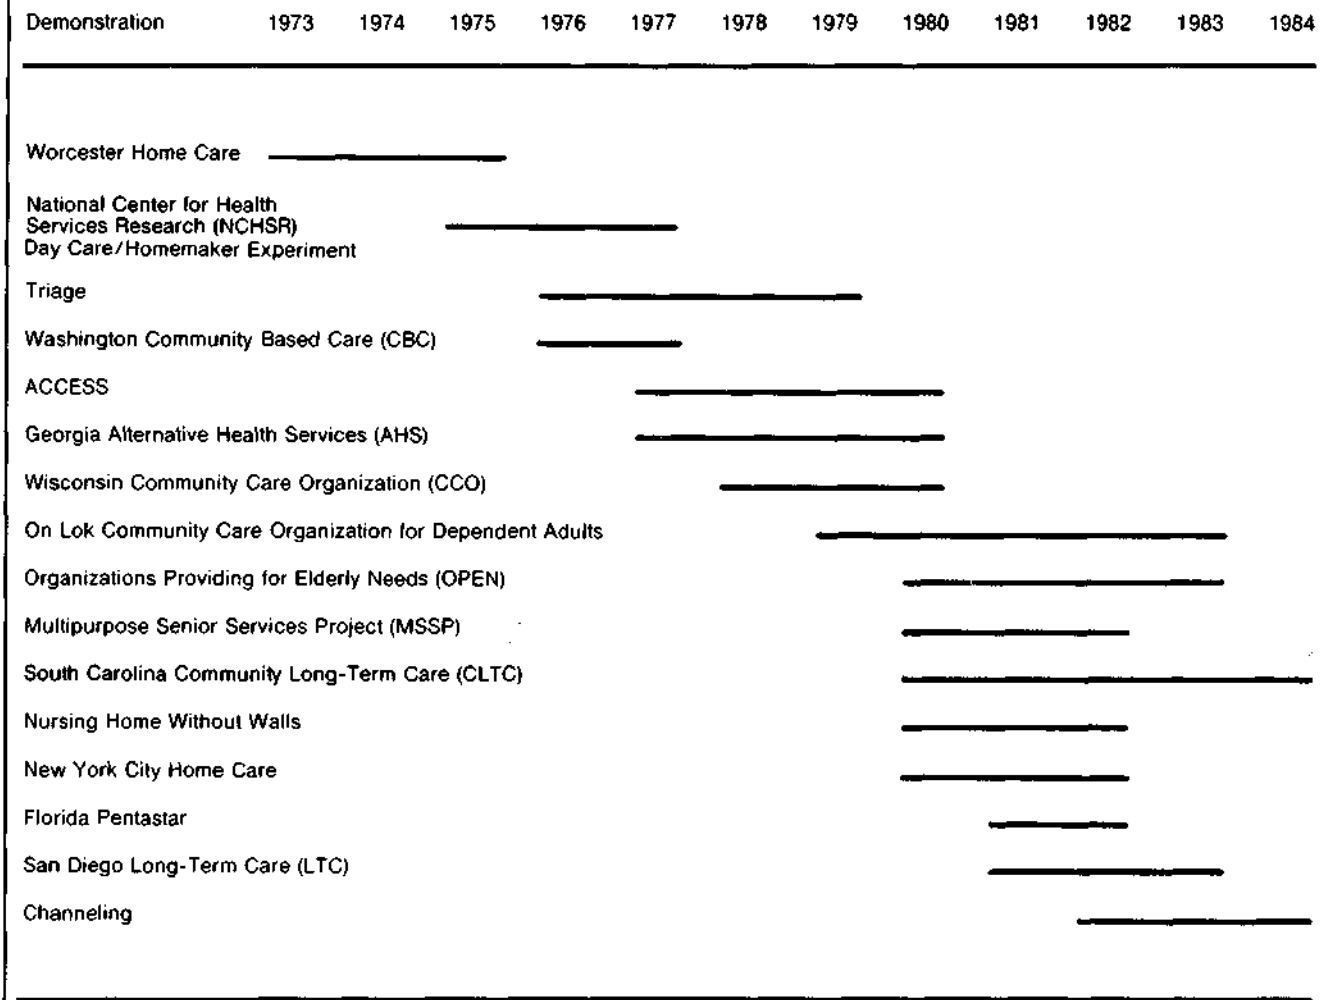 Demonstration 1973 1974 1975 1976 1977 1978 1979 1980 1981 1982 1983 1984
Worcester Home Care
National Center for Health
Services Research (NCHSR)
Day Care/Homemaker Experiment
Triage
Washington Community Based Care (CBC)
ACCESS
Georgia Alternative Health Services (AHS)
Wisconsin Community Care Organization (CCO)
On Lok Community Care Organization for Dependent Adults
Organizations Providing for Elderly Needs (OPEN)
Multipurpose Senior Services Project (MSSP)
South Carolina Community Long-Term Care (CLTC)
Nursing Home Without Walls
New York City Home Care
Florida Pentastar
San Diego Long-Term Care (LTC)
Channeling